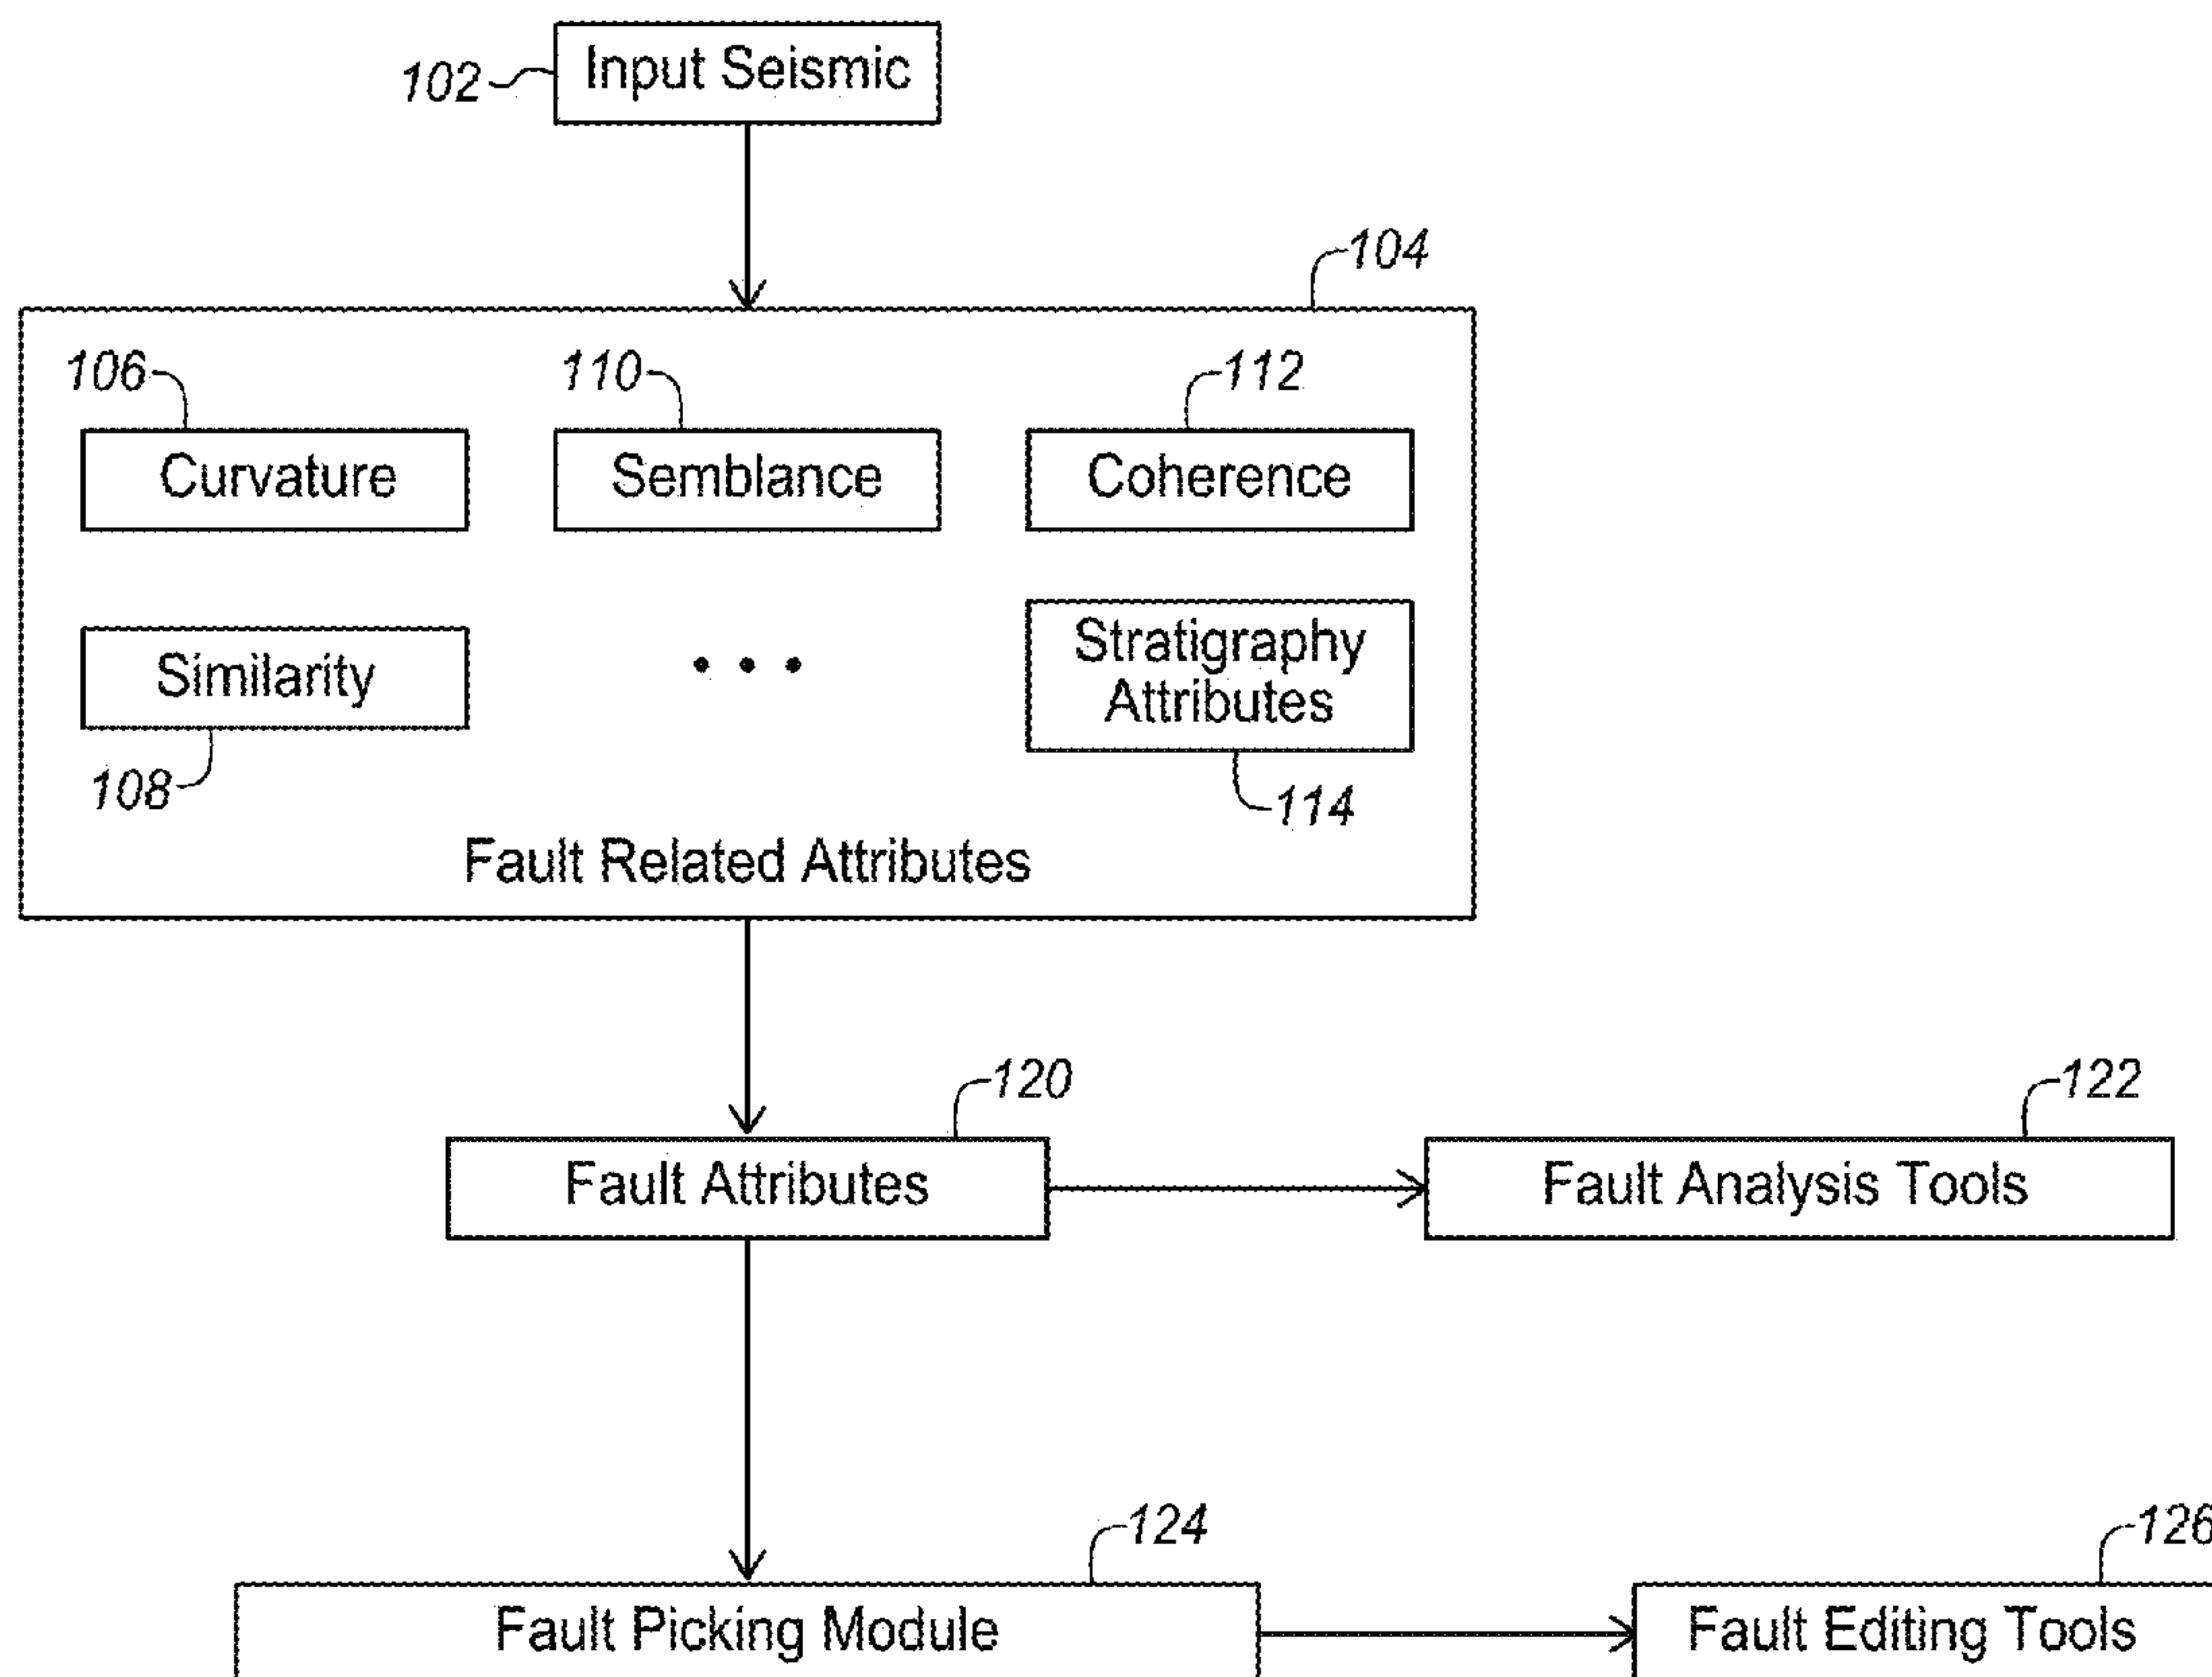 Input Seismic
102
104
106
110
112
Curvature
Semblance
Coherence
Similarity
• • •
Stratigraphy
Attributes
108
114
Fault Related Attributes
120
122
Fault Attributes
Fault Analysis Tools
124
126
Fault Picking Module
Fault Editing Tools